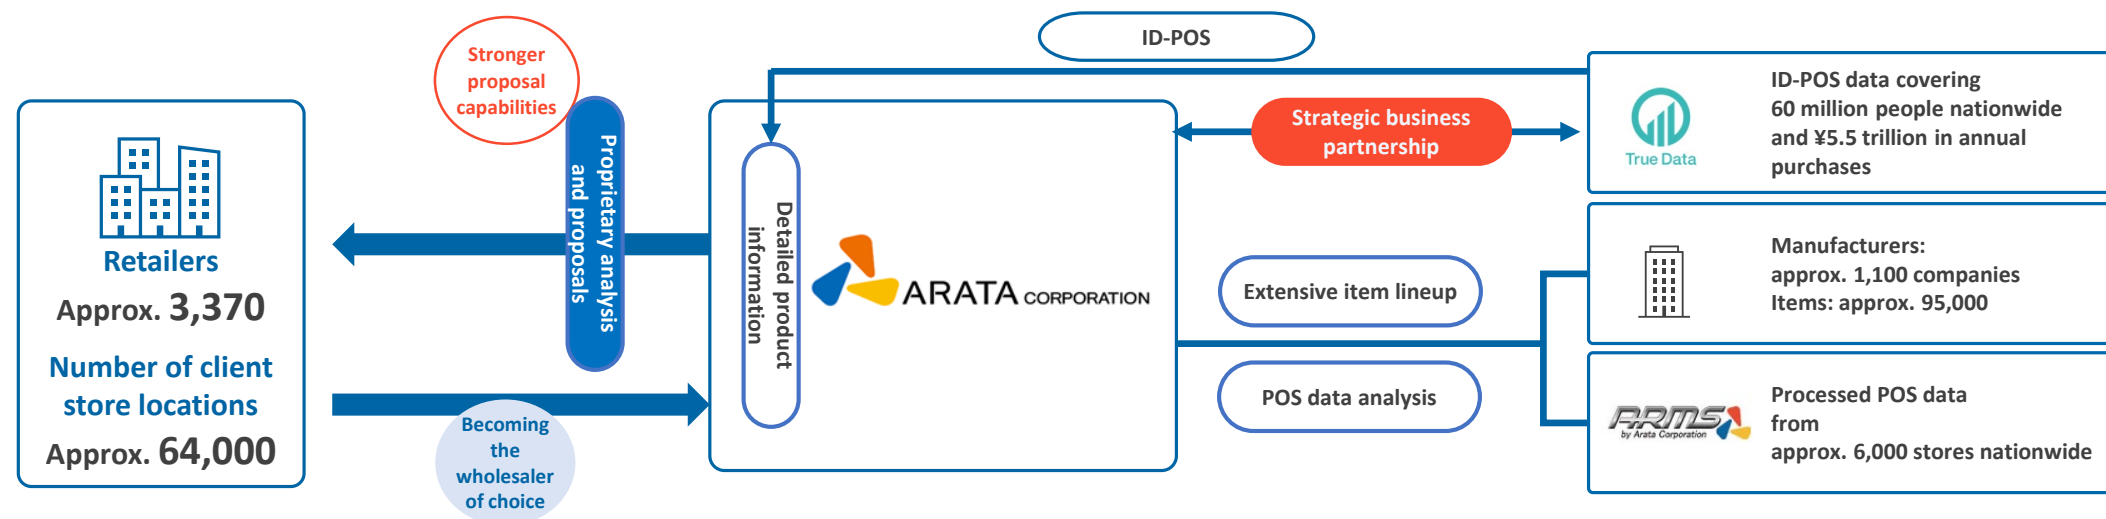 Retailers
Approx. 3,370
Number of client
store locations
Approx. 64,000
Stronger
proposal
capabilities
Proprietary analysis
and proposals
Becoming
the
wholesaler
of choice
Detailed product
information
ARATA CORPORATION
ID-POS
Strategic business
partnership
Extensive item lineup
POS data analysis
True Data
ID-POS data covering
60 million people nationwide
and ¥5.5 trillion in annual
purchases
Manufacturers:
approx. 1,100 companies
Items: approx. 95,000
ARMS
by Arata Corporation
Processed POS data
from
approx. 6,000 stores nationwide